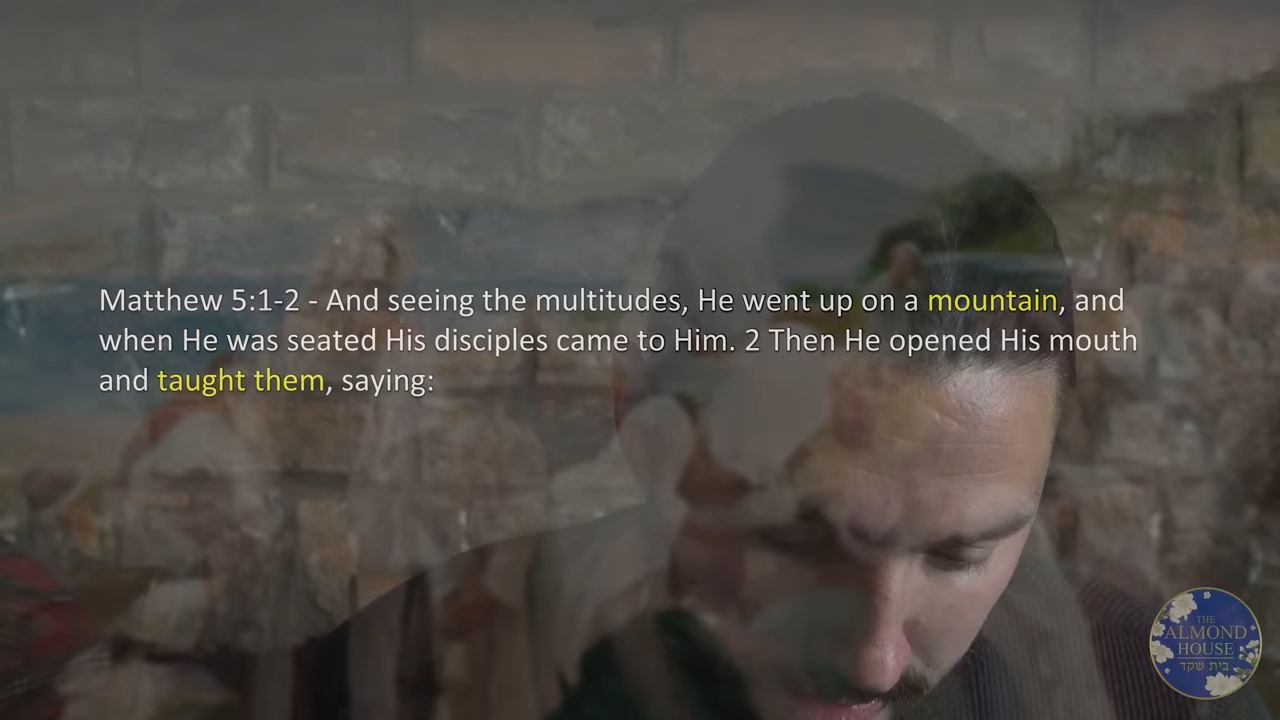 Matthew 5:1-2 - And seeing the multitudes, He went up on a mountain, and
when He was seated His disciples came to Him. 2 Then He opened His mouth
and taught them, saying:
THE
ALMOND
HOUSE
בית שקד